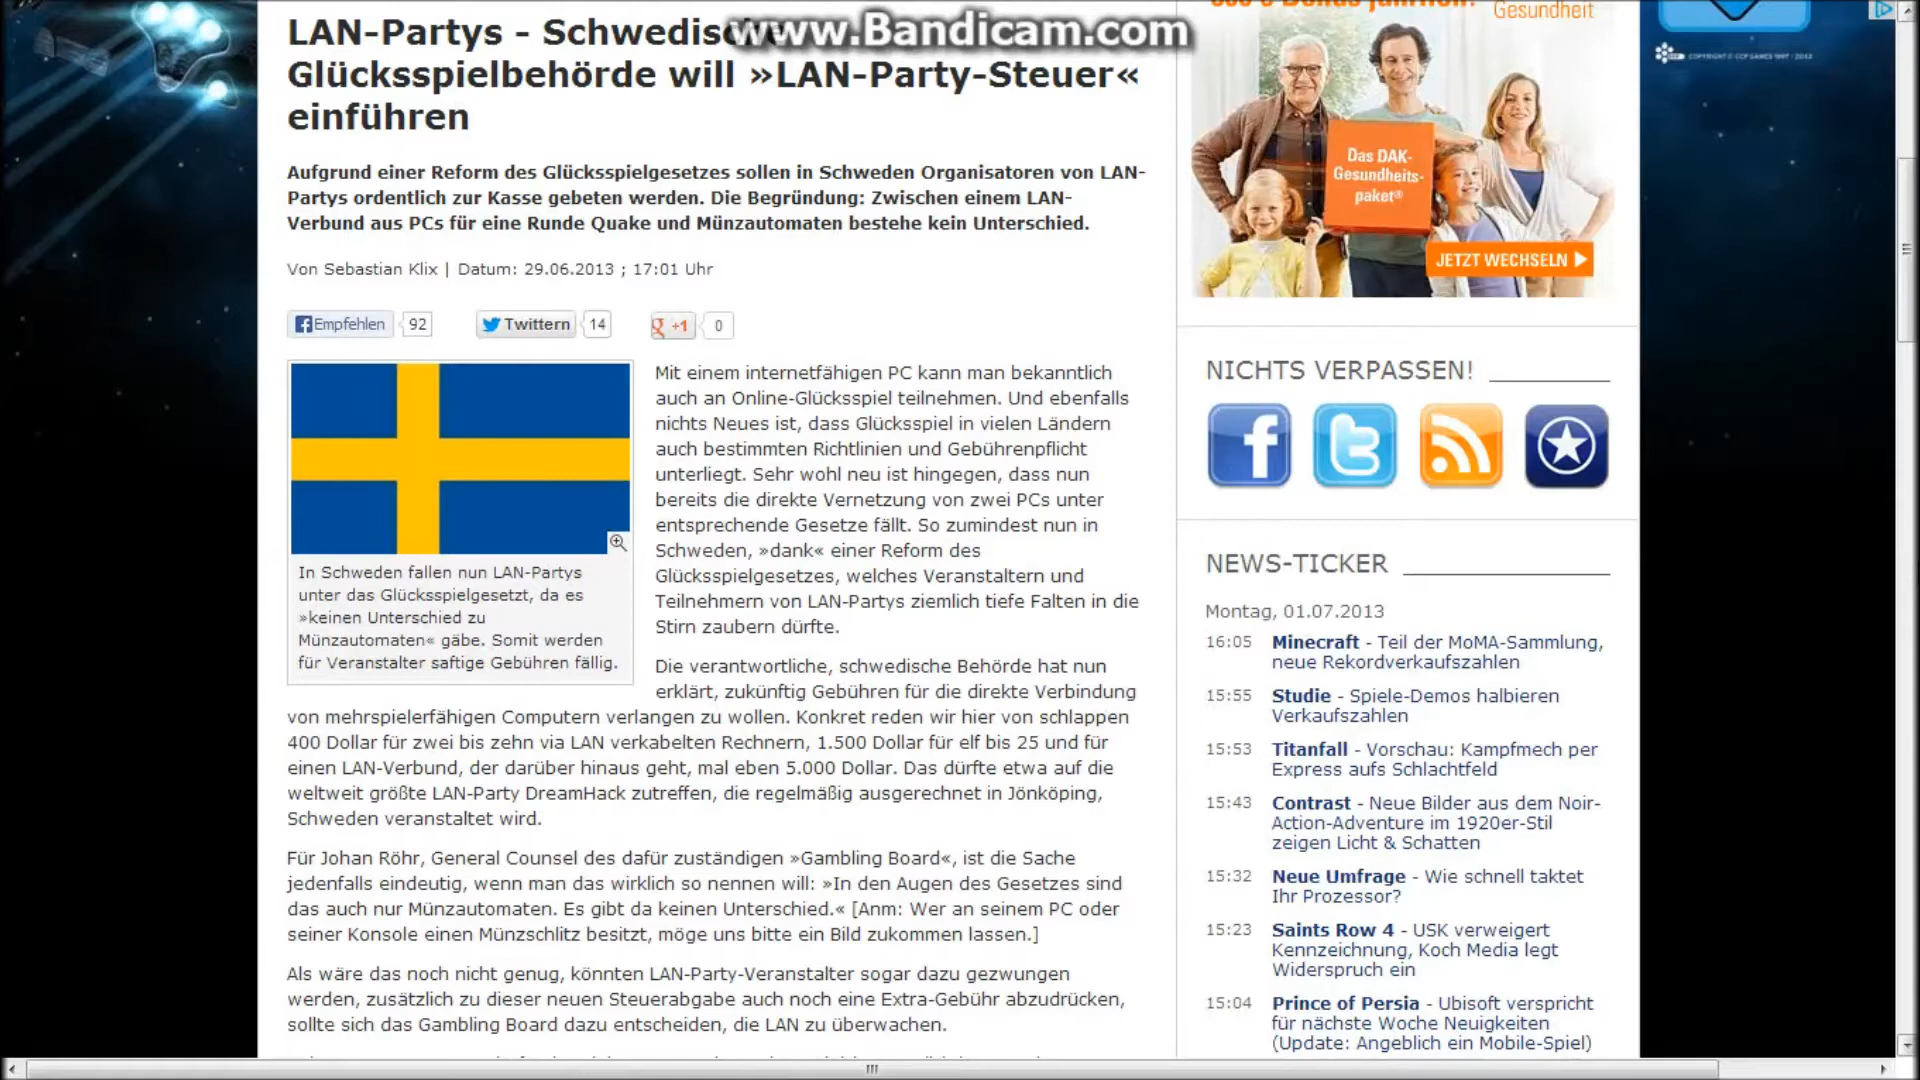 LAN-Partys - Schwedische
www.Bandicam.com
Glücksspielbehörde will »LAN-Party-Steuer«
einführen
Aufgrund einer Reform des Glücksspielgesetzes sollen in Schweden Organisatoren von LAN-
Partys ordentlich zur Kasse gebeten werden. Die Begründung: Zwischen einem LAN-
Verbund aus PCs für eine Runde Quake und Münzautomaten bestehe kein Unterschied.
Von Sebastian Klix | Datum: 29.06.2013 ; 17:01 Uhr
Empfehlen 92 Twittern 14 +1 0
In Schweden fallen nun LAN-Partys
unter das Glücksspielgesetzt, da es
»keinen Unterschied zu
Münzautomaten« gäbe. Somit werden
für Veranstalter saftige Gebühren fällig.
Mit einem internetfähigen PC kann man bekanntlich
auch an Online-Glücksspiel teilnehmen. Und ebenfalls
nichts Neues ist, dass Glücksspiel in vielen Ländern
auch bestimmten Richtlinien und Gebührenpflicht
unterliegt. Sehr wohl neu ist hingegen, dass nun
bereits die direkte Vernetzung von zwei PCs unter
entsprechende Gesetze fällt. So zumindest nun in
Schweden, »dank« einer Reform des
Glücksspielgesetzes, welches Veranstaltern und
Teilnehmern von LAN-Partys ziemlich tiefe Falten in die
Stirn zaubern dürfte.
Die verantwortliche, schwedische Behörde hat nun
erklärt, zukünftig Gebühren für die direkte Verbindung
von mehrspielerfähigen Computern verlangen zu wollen. Konkret reden wir hier von schlappen
400 Dollar für zwei bis zehn via LAN verkabelten Rechnern, 1.500 Dollar für elf bis 25 und für
einen LAN-Verbund, der darüber hinaus geht, mal eben 5.000 Dollar. Das dürfte etwa auf die
weltweit größte LAN-Party DreamHack zutreffen, die regelmäßig ausgerechnet in Jönköping,
Schweden veranstaltet wird.
Für Johan Röhr, General Counsel des dafür zuständigen »Gambling Board«, ist die Sache
jedenfalls eindeutig, wenn man das wirklich so nennen will: »In den Augen des Gesetzes sind
das auch nur Münzautomaten. Es gibt da keinen Unterschied.« [Anm: Wer an seinem PC oder
seiner Konsole einen Münzschlitz besitzt, möge uns bitte ein Bild zukommen lassen.]
Als wäre das noch nicht genug, könnten LAN-Party-Veranstalter sogar dazu gezwungen
werden, zusätzlich zu dieser neuen Steuerabgabe auch noch eine Extra-Gebühr abzudrücken,
sollte sich das Gambling Board dazu entscheiden, die LAN zu überwachen.
Gesundheit
Das DAK-
Gesundheits-
paket®
JETZT WECHSELN
NICHTS VERPASSEN!
NEWS-TICKER
Montag, 01.07.2013
16:05 Minecraft - Teil der MoMA-Sammlung,
neue Rekordverkaufszahlen
15:55 Studie - Spiele-Demos halbieren
Verkaufszahlen
15:53 Titanfall - Vorschau: Kampfmech per
Express aufs Schlachtfeld
15:43 Contrast - Neue Bilder aus dem Noir-
Action-Adventure im 1920er-Stil
zeigen Licht & Schatten
15:32 Neue Umfrage - Wie schnell taktet
Ihr Prozessor?
15:23 Saints Row 4 - USK verweigert
Kennzeichnung, Koch Media legt
Widerspruch ein
15:04 Prince of Persia - Ubisoft verspricht
für nächste Woche Neuigkeiten
(Update: Angeblich ein Mobile-Spiel)